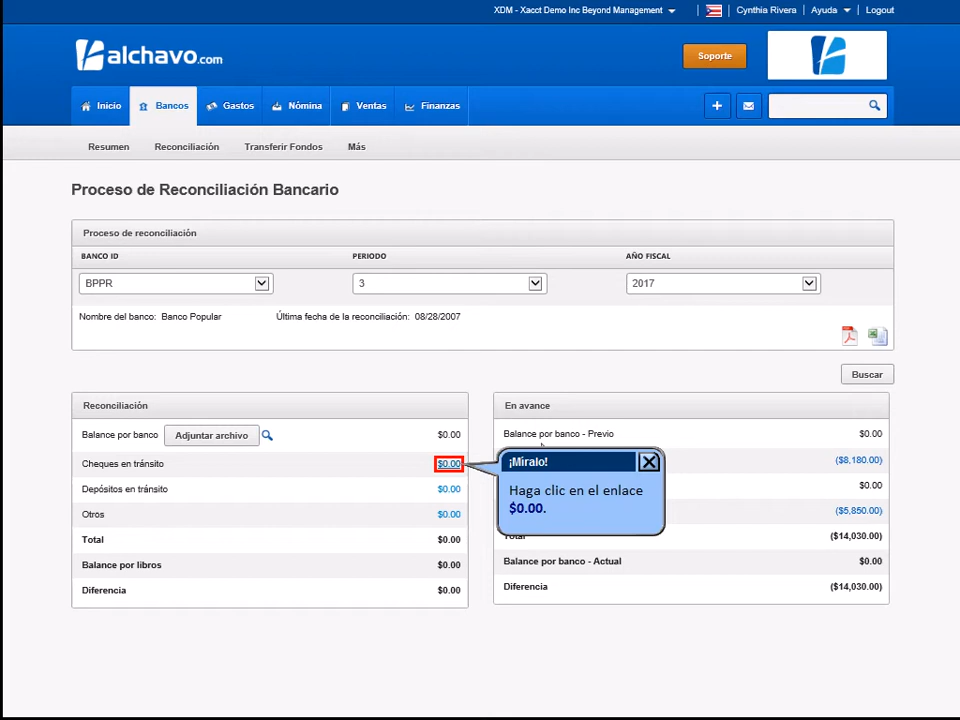 XDM - Xacct Demo Inc Beyond Management
Cynthia Rivera
Ayuda
Logout
alchavo.com
Soporte
Inicio
Bancos
Gastos
Nómina
Ventas
Finanzas
Resumen
Reconciliación
Transferir Fondos
Más
Proceso de Reconciliación Bancario
Proceso de reconciliación
BANCO ID
PERIODO
AÑO FISCAL
BPPR
3
2017
Nombre del banco: Banco Popular
Última fecha de la reconciliación: 08/28/2007
Buscar
Reconciliación
Balance por banco
Adjuntar archivo
$0.00
Cheques en tránsito
$0.00
Depósitos en tránsito
$0.00
Otros
$0.00
Total
$0.00
Balance por libros
$0.00
Diferencia
$0.00
En avance
Balance por banco - Previo
$0.00
($8,180.00)
$0.00
($5,850.00)
Total
($14,030.00)
Balance por banco - Actual
$0.00
Diferencia
($14,030.00)
¡Miralo!
Haga clic en el enlace
$0.00.